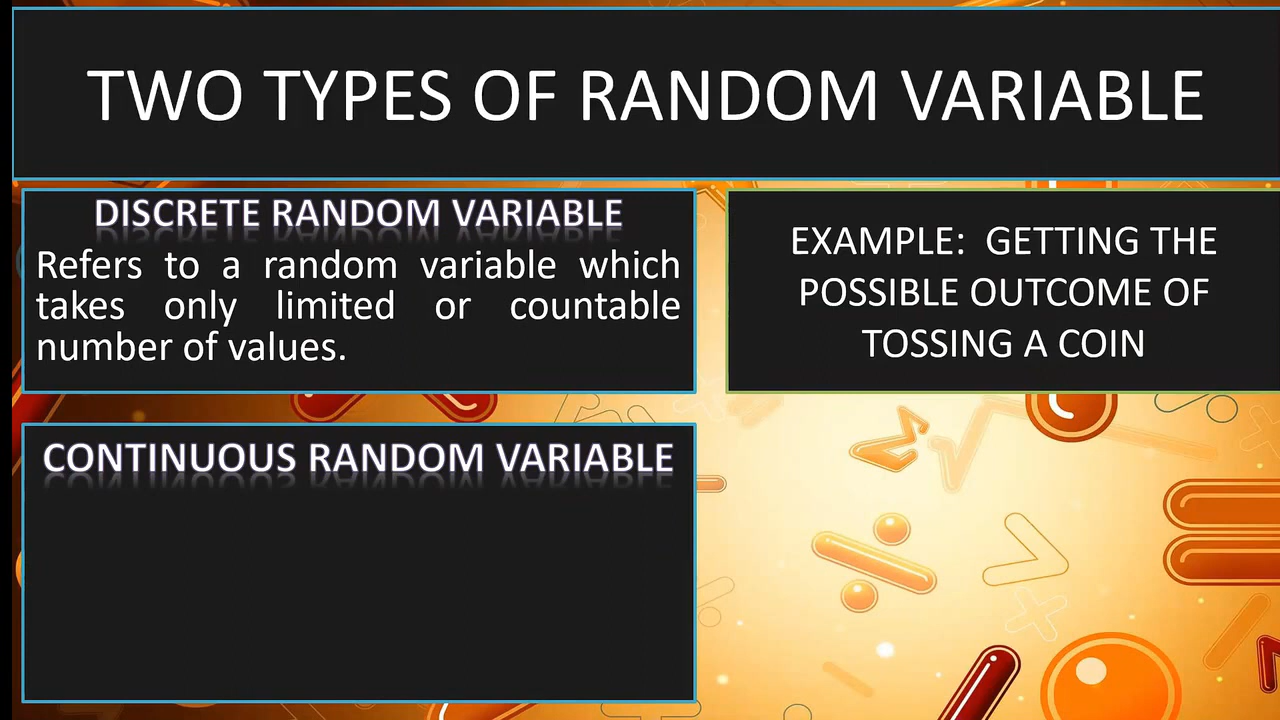 TWO TYPES OF RANDOM VARIABLE
DISCRETE RANDOM VARIABLE
Refers to a random variable which
takes only limited or countable
number of values.
EXAMPLE: GETTING THE
POSSIBLE OUTCOME OF
TOSSING A COIN
CONTINUOUS RANDOM VARIABLE